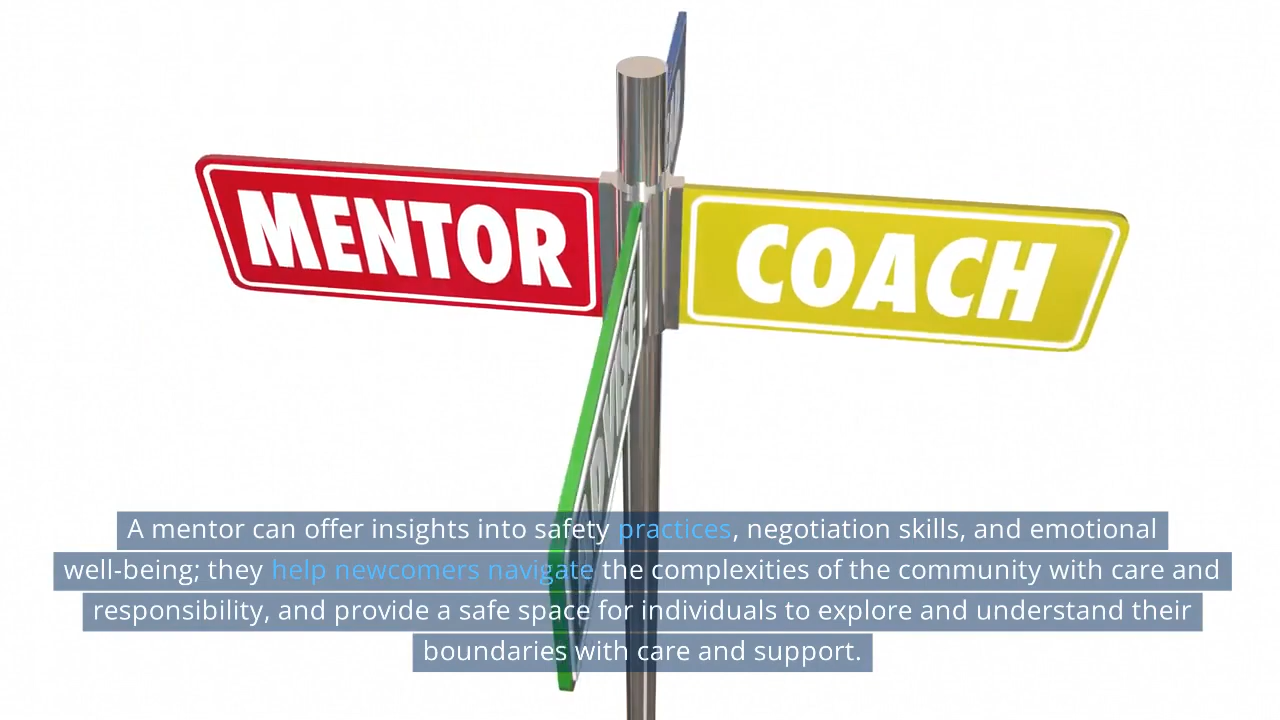 MENTOR
COACH
A mentor can offer insights into safety practices, negotiation skills, and emotional
well-being; they help newcomers navigate the complexities of the community with care and
responsibility, and provide a safe space for individuals to explore and understand their
boundaries with care and support.